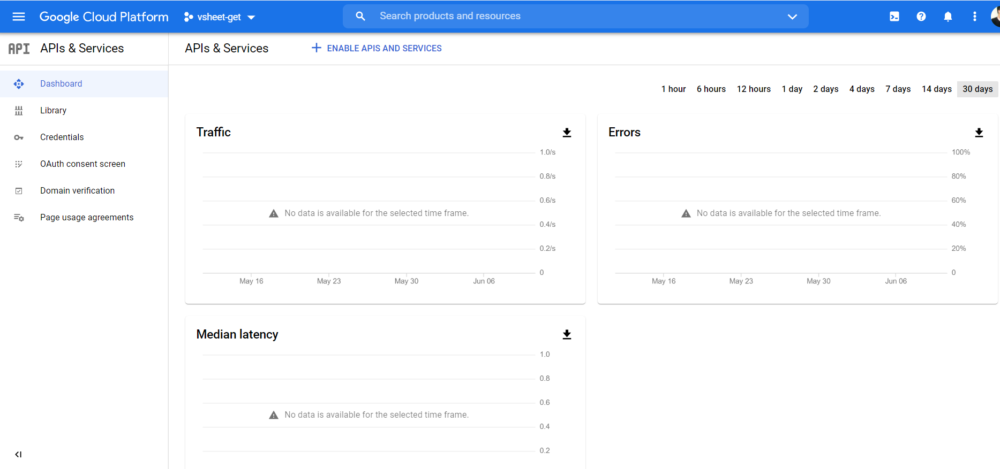 Google Cloud Platform
vsheet-get
Search products and resources
API APIs & Services
APIs & Services
ENABLE APIS AND SERVICES
Dashboard
Library
Credentials
OAuth consent screen
Domain verification
Page usage agreements
1 hour 6 hours 12 hours 1 day 2 days 4 days 7 days 14 days 30 days
Traffic
1.0/s
0.8/s
0.6/s
No data is available for the selected time frame.
0.4/s
0.2/s
0
May 16 May 23 May 30 Jun 06
Errors
100%
80%
60%
No data is available for the selected time frame.
40%
20%
0
May 16 May 23 May 30 Jun 06
Median latency
1.0
0.8
0.6
No data is available for the selected time frame.
0.4
0.2